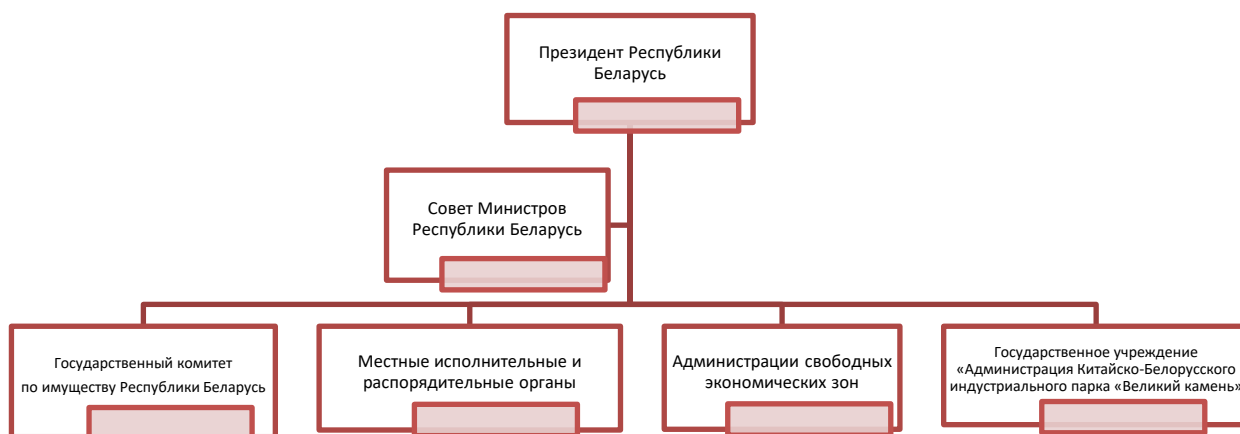 Президент Республики
Беларусь
Совет Министров
Республики Беларусь
Государственный комитет
по имуществу Республики Беларусь
Местные исполнительные и
распорядительные органы
Администрации свободных
экономических зон
Государственное учреждение
«Администрация Китайско-Белорусского
индустриального парка «Великий камень»